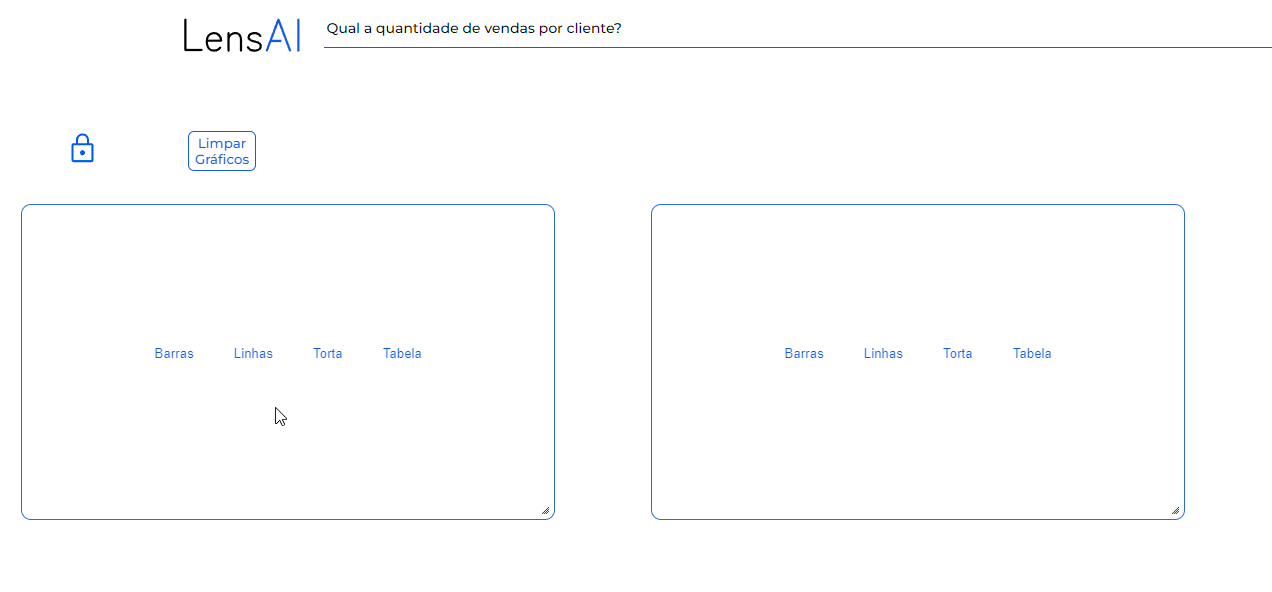 LensAI
Qual a quantidade de vendas por cliente?
Limpar
Gráficos
Barras Linhas Torta Tabela
Barras Linhas Torta Tabela